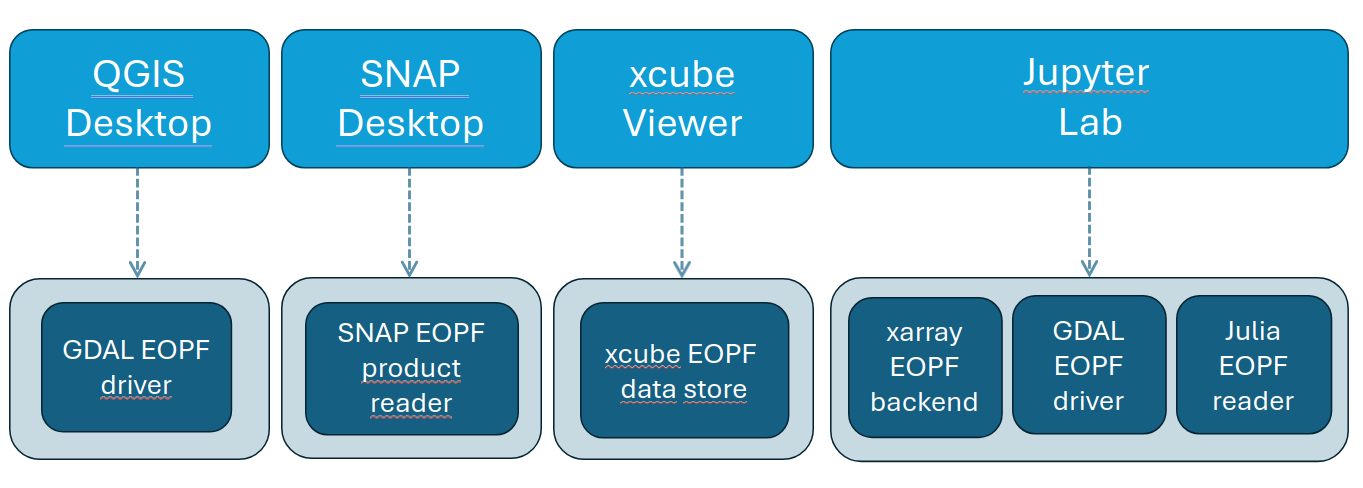 QGIS
Desktop
SNAP
Desktop
xcube
Viewer
Jupyter
Lab
GDAL EOPF
driver
SNAP EOPF
product
reader
xcube EOPF
data store
xarray
EOPF
backend
GDAL
EOPF
driver
Julia
EOPF
reader